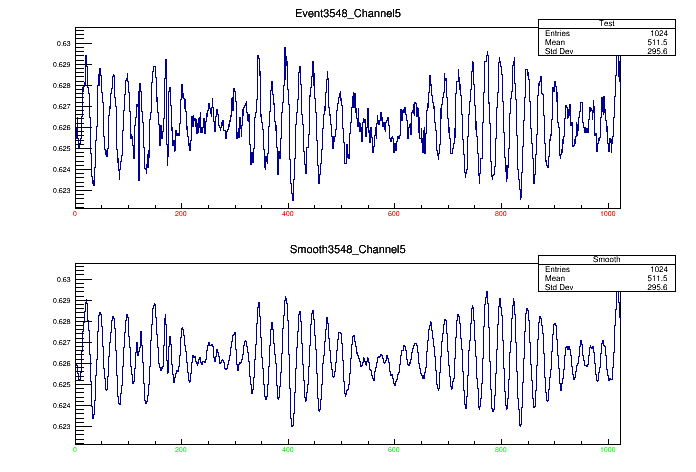 Event3548_Channel5
Test
Entries 1024
Mean 511.5
Std Dev 295.6
0.63
0.629
0.628
0.627
0.626
0.625
0.624
0.623
0 200 400 600 800 1000
Smooth3548_Channel5
Smooth
Entries 1024
Mean 511.5
Std Dev 295.6
0.63
0.629
0.628
0.627
0.626
0.625
0.624
0.623
0 200 400 600 800 1000